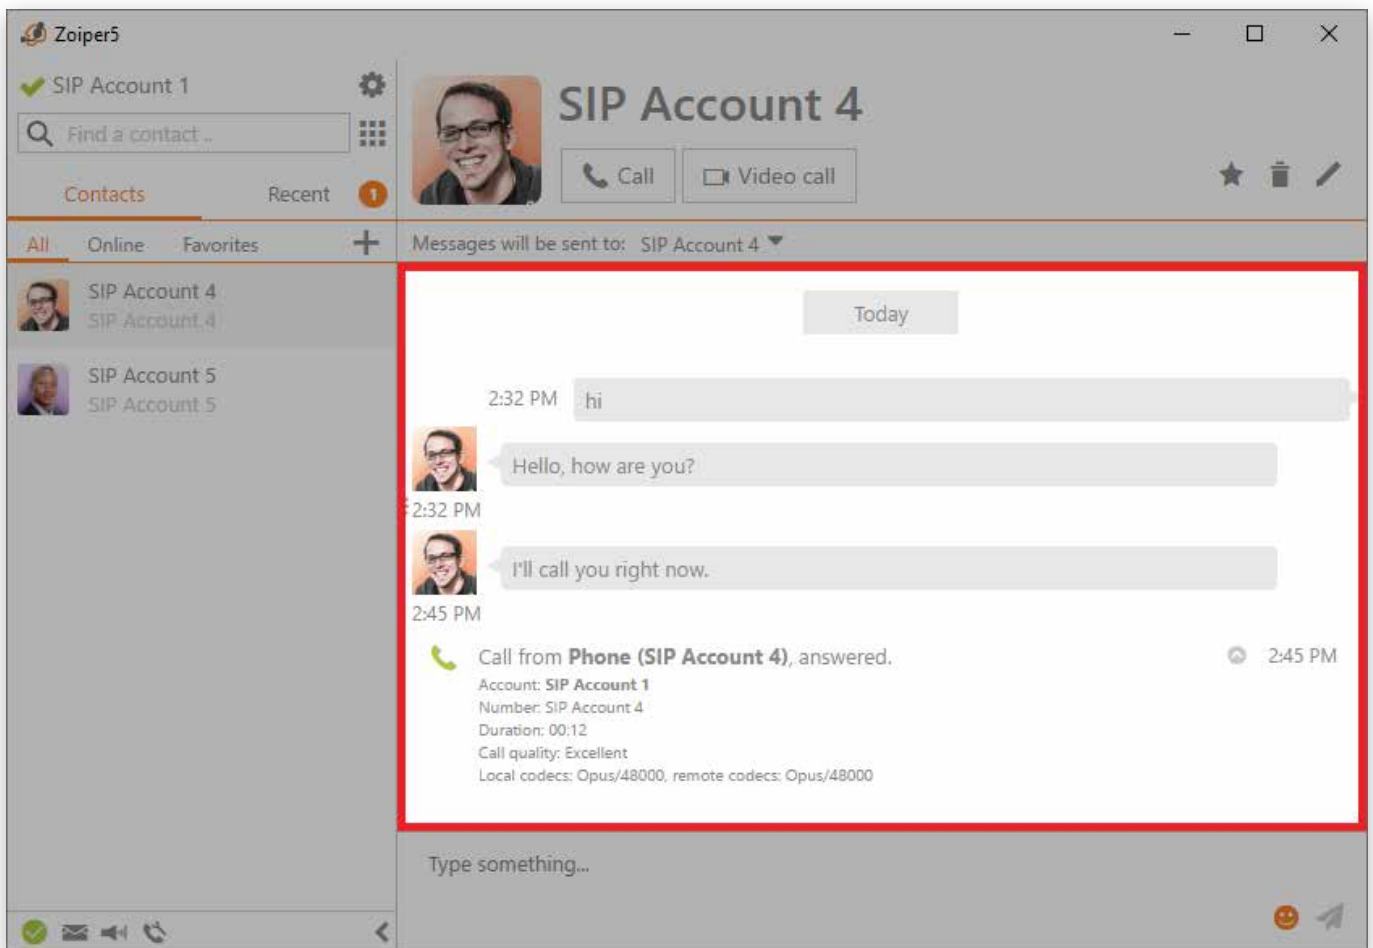 Zoiper5
SIP Account 1
Find a contact ..
Contacts
Recent
1
All
Online
Favorites
SIP Account 4
SIP Account 4
SIP Account 5
SIP Account 5
SIP Account 4
Call
Video call
Messages will be sent to: SIP Account 4
Today
2:32 PM
hi
Hello, how are you?
2:32 PM
I'll call you right now.
2:45 PM
Call from Phone (SIP Account 4), answered.
2:45 PM
Account: SIP Account 1
Number: SIP Account 4
Duration: 00:12
Call quality: Excellent
Local codecs: Opus/48000, remote codecs: Opus/48000
Type something...